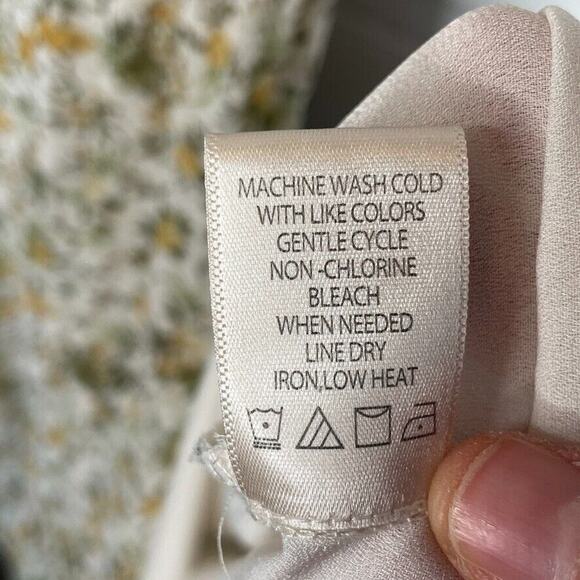 MACHINE WASH COLD
WITH LIKE COLORS
GENTLE CYCLE
NON-CHLORINE
BLEACH
WHEN NEEDED
LINE DRY
IRON,LOW HEAT